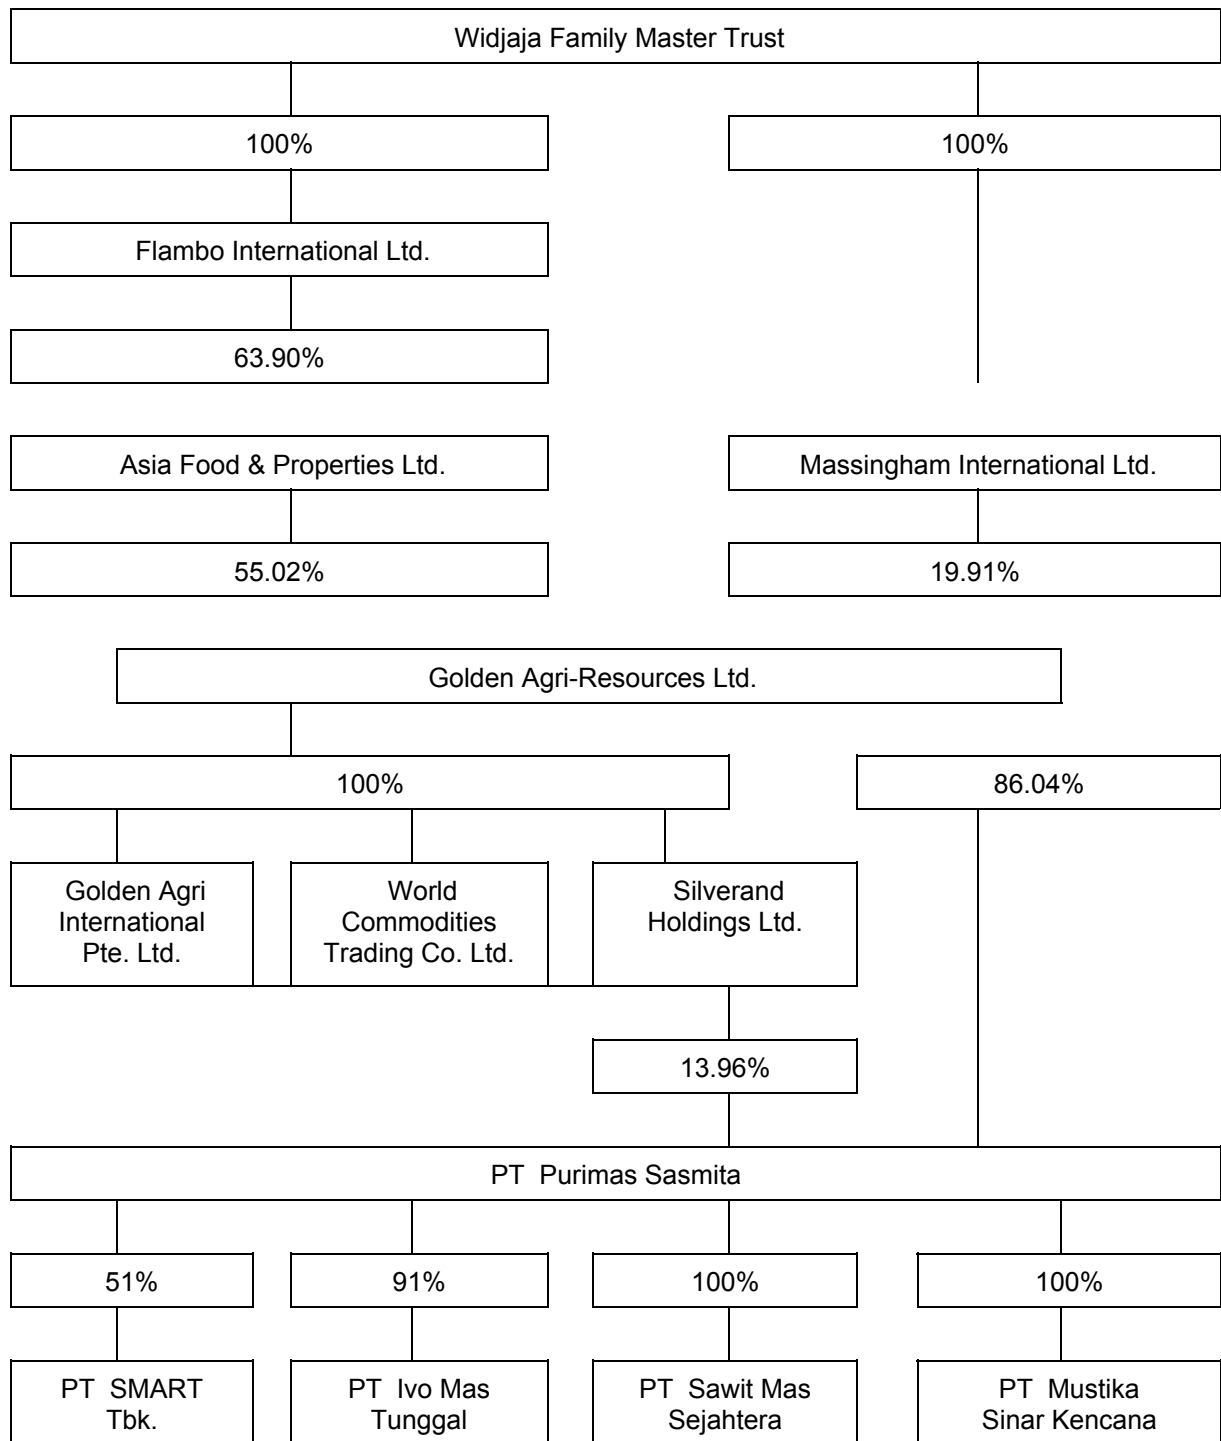 Widjaja Family Master Trust
100%
100%
Flambo International Ltd.
63.90%
Asia Food & Properties Ltd.
Massingham International Ltd.
55.02%
19.91%
Golden Agri-Resources Ltd.
100%
86.04%
Golden Agri
International
Pte. Ltd.
World
Commodities
Trading Co. Ltd.
Silverand
Holdings Ltd.
13.96%
PT Purimas Sasmita
51%
91%
100%
100%
PT SMART
Tbk.
PT Ivo Mas
Tunggal
PT Sawit Mas
Sejahtera
PT Mustika
Sinar Kencana